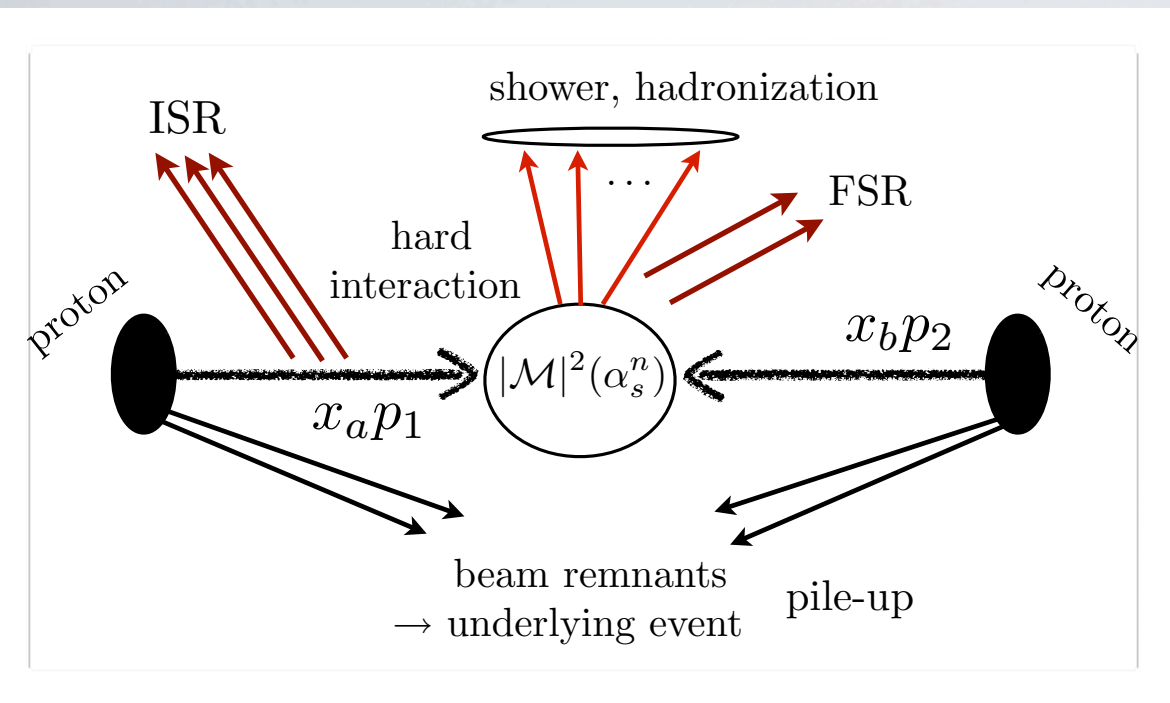 shower, hadronization
ISR
...
FSR
hard
interaction
proton
proton
x_b p_2
|M|^2(α_s^n)
x_a p_1
beam remnants
→ underlying event
pile-up